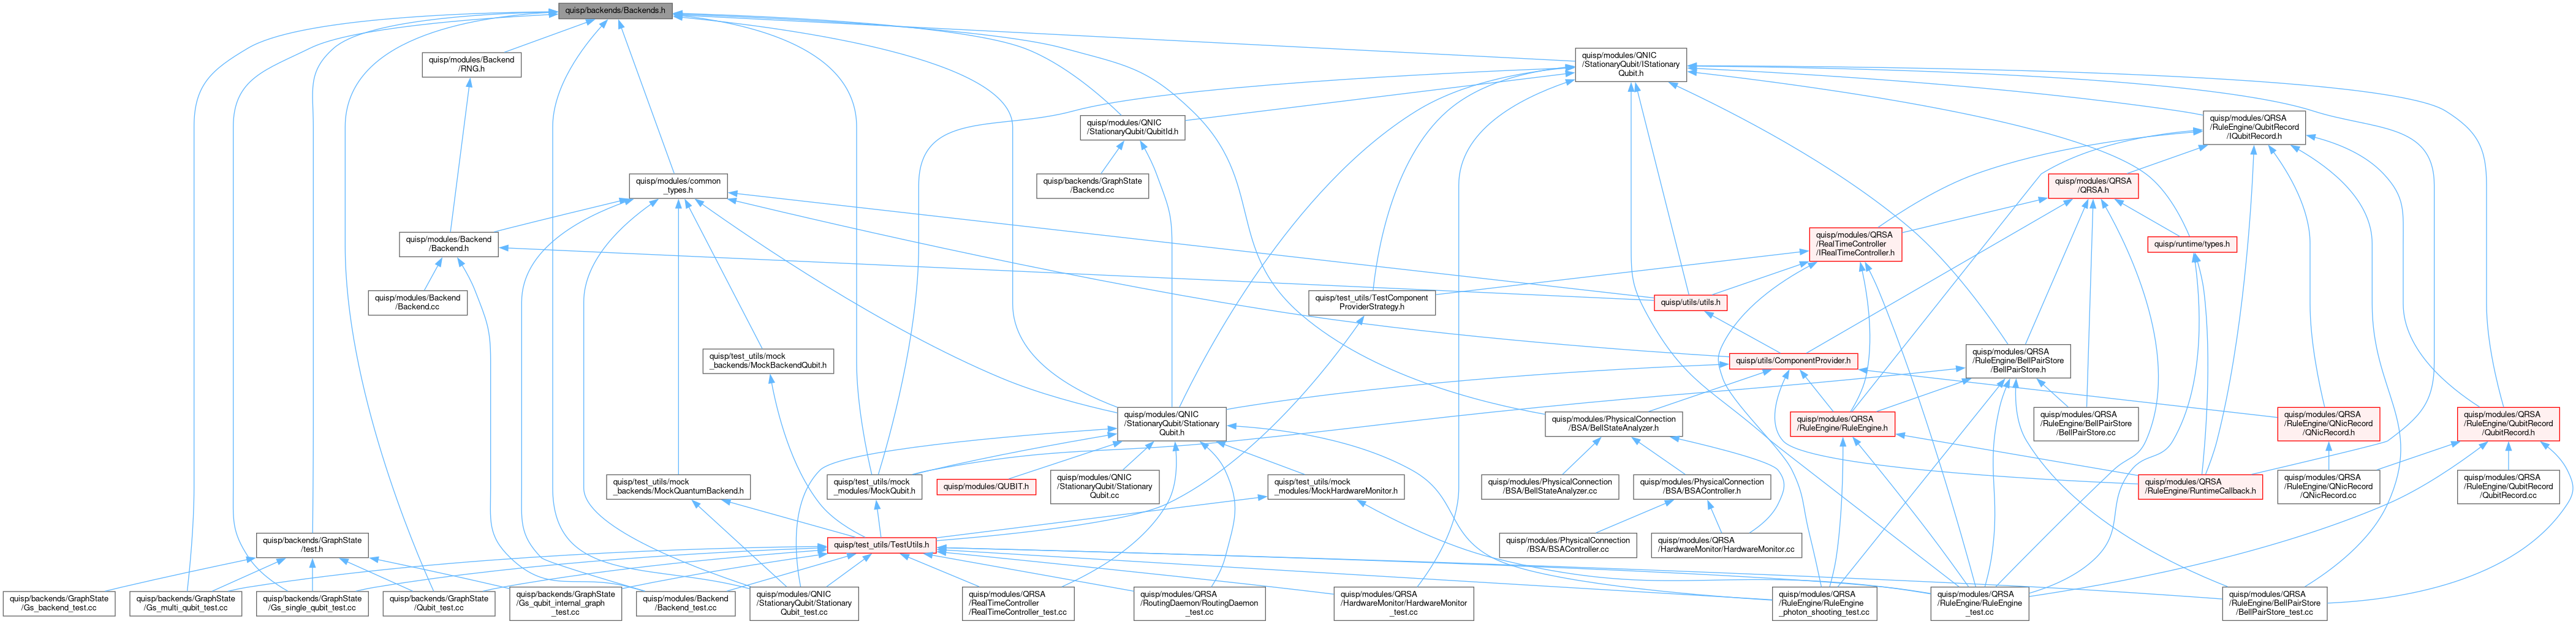 quisp/backends/Backends.h
quisp/modules/Backend
/RNG.h
quisp/modules/QNIC
/StationaryQubit/IStationary
Qubit.h
quisp/modules/QNIC
/StationaryQubit/QubitId.h
quisp/modules/QRSA
/RuleEngine/QubitRecord
/IQubitRecord.h
quisp/modules/common
_types.h
quisp/backends/GraphState
/Backend.cc
quisp/modules/QRSA
/QRSA.h
quisp/modules/Backend
/Backend.h
quisp/modules/QRSA
/RealTimeController
/IRealTimeController.h
quisp/runtime/types.h
quisp/modules/Backend
/Backend.cc
quisp/test_utils/TestComponent
ProviderStrategy.h
quisp/utils/utils.h
quisp/test_utils/mock
_backends/MockBackendQubit.h
quisp/utils/ComponentProvider.h
quisp/modules/QRSA
/RuleEngine/BellPairStore
/BellPairStore.h
quisp/modules/QNIC
/StationaryQubit/Stationary
Qubit.h
quisp/modules/PhysicalConnection
/BSA/BellStateAnalyzer.h
quisp/modules/QRSA
/RuleEngine/RuleEngine.h
quisp/modules/QRSA
/RuleEngine/BellPairStore
/BellPairStore.cc
quisp/modules/QRSA
/RuleEngine/QNicRecord
/QNicRecord.h
quisp/modules/QRSA
/RuleEngine/QubitRecord
/QubitRecord.h
quisp/test_utils/mock
_backends/MockQuantumBackend.h
quisp/test_utils/mock
_modules/MockQubit.h
quisp/modules/QUBIT.h
quisp/modules/QNIC
/StationaryQubit/Stationary
Qubit.cc
quisp/test_utils/mock
_modules/MockHardwareMonitor.h
quisp/modules/PhysicalConnection
/BSA/BellStateAnalyzer.cc
quisp/modules/PhysicalConnection
/BSA/BSAController.h
quisp/modules/QRSA
/RuleEngine/RuntimeCallback.h
quisp/modules/QRSA
/RuleEngine/QNicRecord
/QNicRecord.cc
quisp/modules/QRSA
/RuleEngine/QubitRecord
/QubitRecord.cc
quisp/backends/GraphState
/test.h
quisp/test_utils/TestUtils.h
quisp/modules/PhysicalConnection
/BSA/BSAController.cc
quisp/modules/QRSA
/HardwareMonitor/HardwareMonitor.cc
quisp/backends/GraphState
/Gs_backend_test.cc
quisp/backends/GraphState
/Gs_multi_qubit_test.cc
quisp/backends/GraphState
/Gs_single_qubit_test.cc
quisp/backends/GraphState
/Qubit_test.cc
quisp/backends/GraphState
/Gs_qubit_internal_graph
_test.cc
quisp/modules/Backend
/Backend_test.cc
quisp/modules/QNIC
/StationaryQubit/Stationary
Qubit_test.cc
quisp/modules/QRSA
/RealTimeController
/RealTimeController_test.cc
quisp/modules/QRSA
/RoutingDaemon/RoutingDaemon
_test.cc
quisp/modules/QRSA
/HardwareMonitor/HardwareMonitor
_test.cc
quisp/modules/QRSA
/RuleEngine/RuleEngine
_photon_shooting_test.cc
quisp/modules/QRSA
/RuleEngine/RuleEngine
_test.cc
quisp/modules/QRSA
/RuleEngine/BellPairStore
/BellPairStore_test.cc